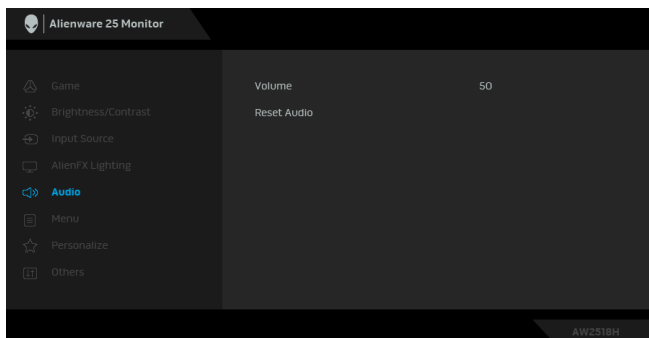 Alienware 25 Monitor
Game
Brightness/Contrast
Input Source
AlienFX Lighting
Audio
Menu
Personalize
Others
Volume 50
Reset Audio
AW2518H